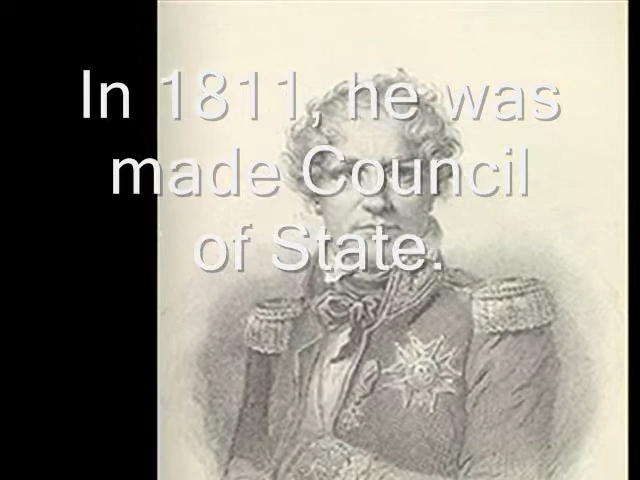 In 1811, he was
made Council
of State.